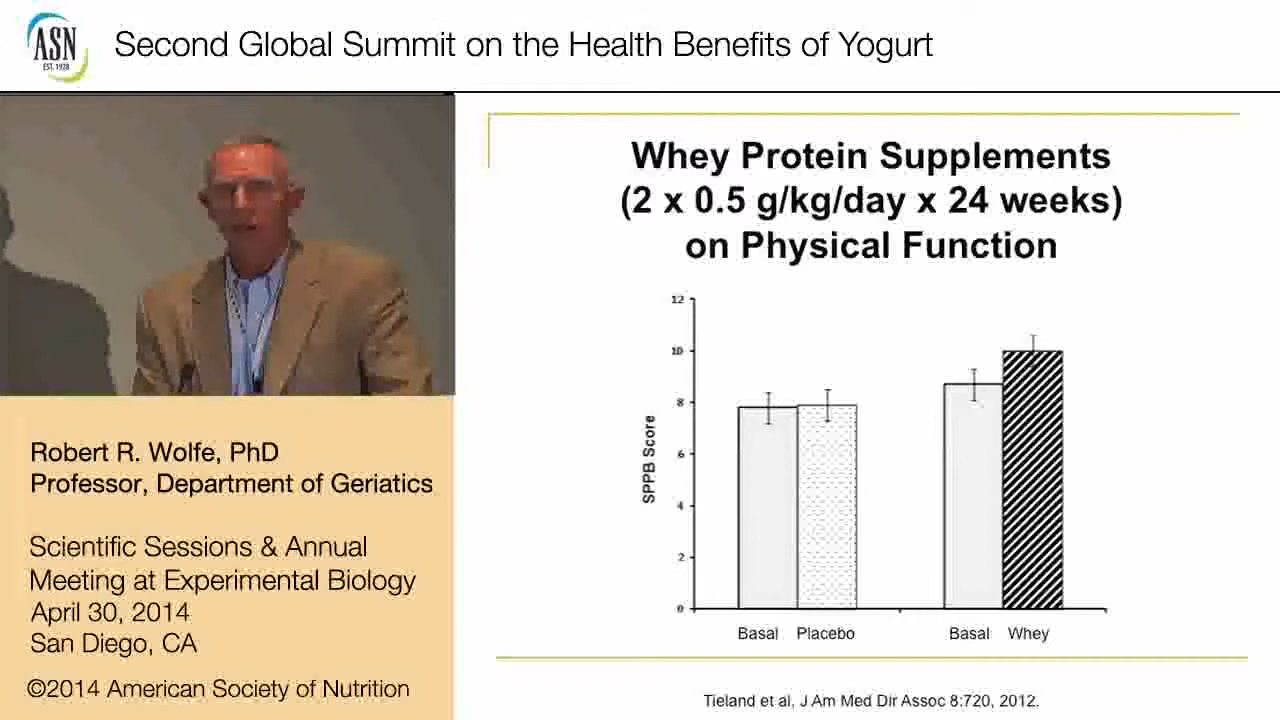 ASN
EST. 1928
Second Global Summit on the Health Benefits of Yogurt
Robert R. Wolfe, PhD
Professor, Department of Geriatics
Scientific Sessions & Annual
Meeting at Experimental Biology
April 30, 2014
San Diego, CA
©2014 American Society of Nutrition
Whey Protein Supplements
(2 x 0.5 g/kg/day x 24 weeks)
on Physical Function
SPPB Score
12
10
8
6
4
2
0
Basal Placebo Basal Whey
Tieland et al, J Am Med Dir Assoc 8:720, 2012.